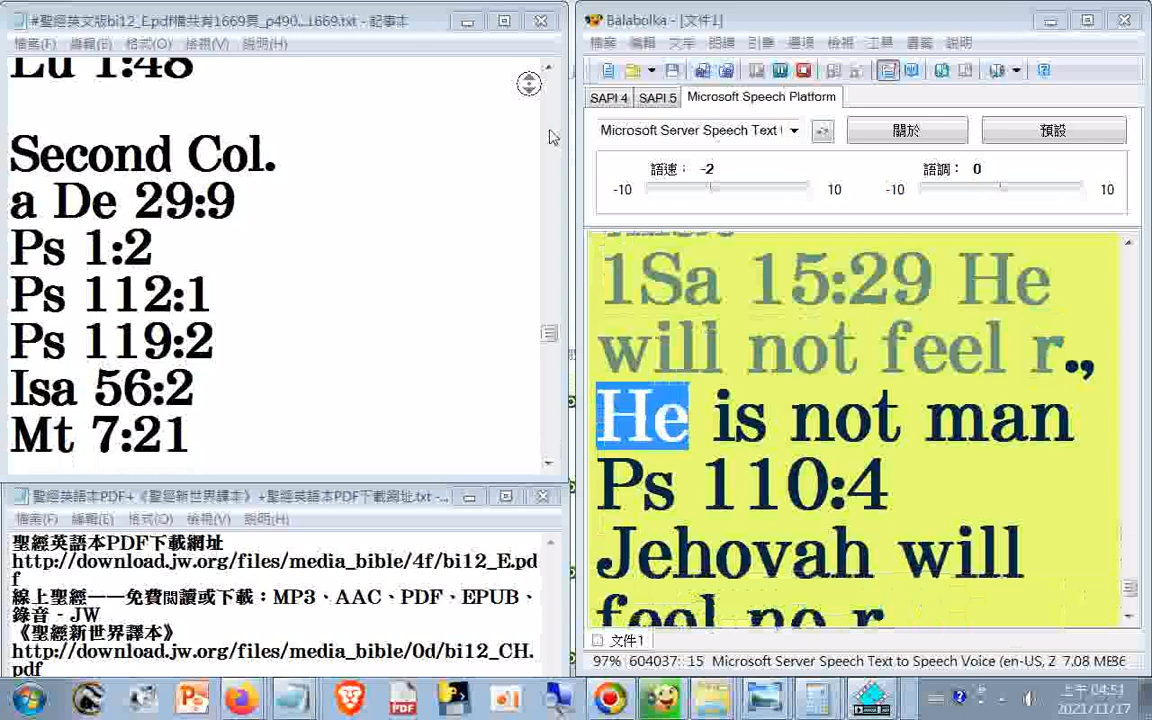 #聖經英文版bi12_E.pdf檔共有1669頁_p490...1669.txt - 記事本
檔案(F) 編輯(E) 格式(O) 檢視(V) 說明(H)
Lu 1:48
Second Col.
a De 29:9
Ps 1:2
Ps 112:1
Ps 119:2
Isa 56:2
Mt 7:21
聖經英語本PDF+《聖經新世界譯本》+聖經英語本PDF下載網址.txt -...
檔案(F) 編輯(E) 格式(O) 檢視(V) 說明(H)
聖經英語本PDF下載網址
http://download.jw.org/files/media_bible/4f/bi12_E.pd
f
線上聖經——免費閱讀或下載：MP3、AAC、PDF、EPUB、
錄音 - JW
《聖經新世界譯本》
http://download.jw.org/files/media_bible/0d/bi12_CH.
pdf
Balabolka - [文件1]
檔案 編輯 文字 朗讀 引擎 選項 檢視 工具 書籤 說明
SAPI 4 SAPI 5 Microsoft Speech Platform
Microsoft Server Speech Text 關於 預設
語速： -2 語調： 0
-10 10 -10 10
1Sa 15:29 He
will not feel r.,
He is not man
Ps 110:4
Jehovah will
feel no r
文件1
97% 604037: 15 Microsoft Server Speech Text to Speech Voice (en-US, Z 7.08 MB
上午 04:51
2021/11/17